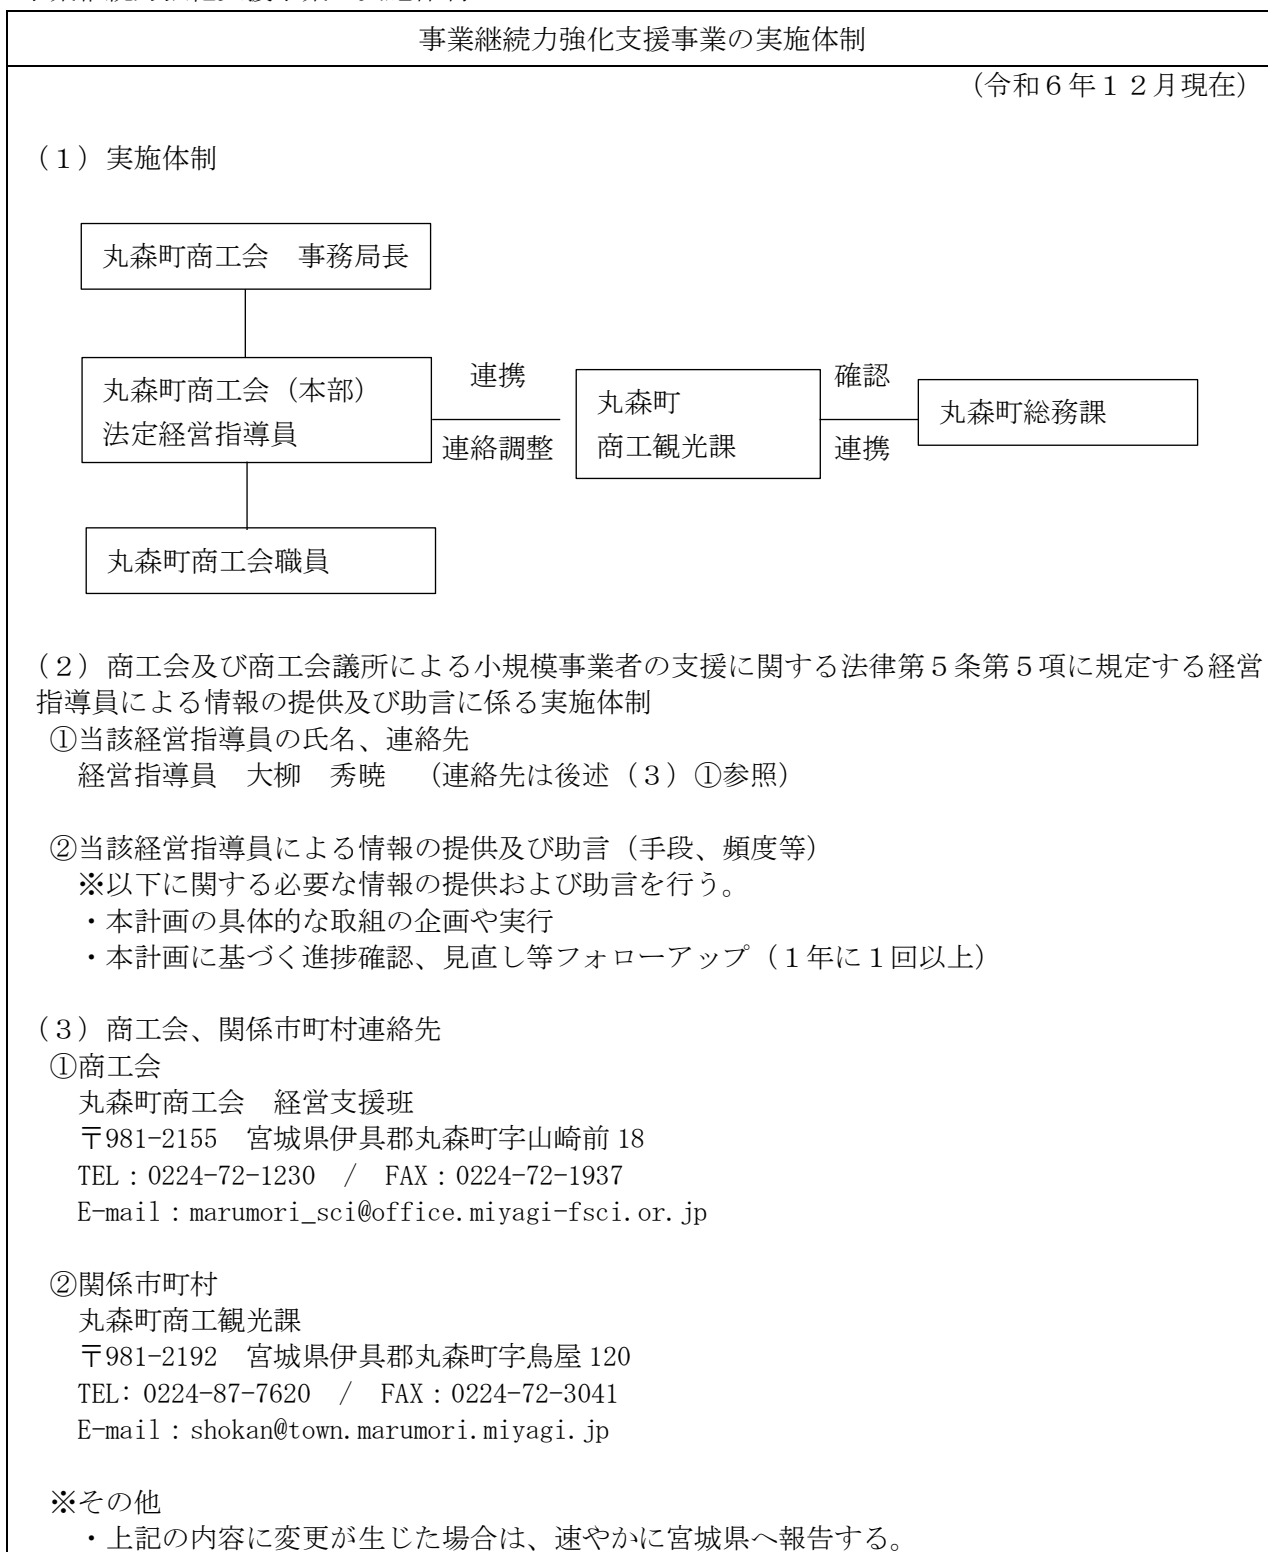 事業継続力強化支援事業の実施体制
（令和６年１２月現在）
（１）実施体制
丸森町商工会　事務局長
丸森町商工会（本部）
法定経営指導員
連携
連絡調整
丸森町
商工観光課
確認
連携
丸森町総務課
丸森町商工会職員
（２）商工会及び商工会議所による小規模事業者の支援に関する法律第５条第５項に規定する経営
指導員による情報の提供及び助言に係る実施体制
①当該経営指導員の氏名、連絡先
経営指導員　大柳　秀暁　（連絡先は後述（３）①参照）
②当該経営指導員による情報の提供及び助言（手段、頻度等）
※以下に関する必要な情報の提供および助言を行う。
・本計画の具体的な取組の企画や実行
・本計画に基づく進捗確認、見直し等フォローアップ（１年に１回以上）
（３）商工会、関係市町村連絡先
①商工会
丸森町商工会　経営支援班
〒981-2155　宮城県伊具郡丸森町字山崎前 18
TEL：0224-72-1230　/　FAX：0224-72-1937
E-mail：marumori_sci@office.miyagi-fsci.or.jp
②関係市町村
丸森町商工観光課
〒981-2192　宮城県伊具郡丸森町字鳥屋 120
TEL: 0224-87-7620　/　FAX：0224-72-3041
E-mail：shokan@town.marumori.miyagi.jp
※その他
・上記の内容に変更が生じた場合は、速やかに宮城県へ報告する。